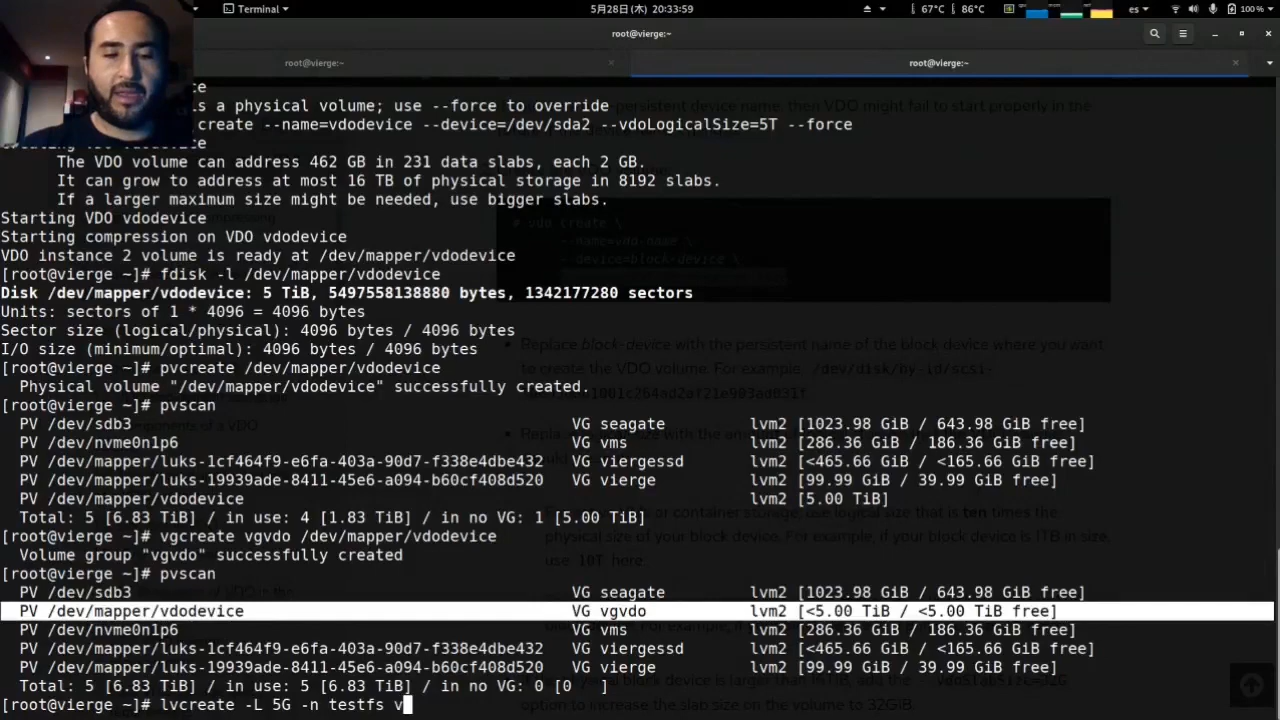 Terminal
5月28日(木) 20:33:59
67°C
86°C
es
100 %
root@vierge:~
root@vierge:~
root@vierge:~
s a physical volume; use --force to override
create --name=vdodevice --device=/dev/sda2 --vdoLogicalSize=5T --force
The VDO volume can address 462 GB in 231 data slabs, each 2 GB.
It can grow to address at most 16 TB of physical storage in 8192 slabs.
If a larger maximum size might be needed, use bigger slabs.
Starting VDO vdodevice
Starting compression on VDO vdodevice
VDO instance 2 volume is ready at /dev/mapper/vdodevice
[root@vierge ~]# fdisk -l /dev/mapper/vdodevice
Disk /dev/mapper/vdodevice: 5 TiB, 5497558138880 bytes, 1342177280 sectors
Units: sectors of 1 * 4096 = 4096 bytes
Sector size (logical/physical): 4096 bytes / 4096 bytes
I/O size (minimum/optimal): 4096 bytes / 4096 bytes
[root@vierge ~]# pvcreate /dev/mapper/vdodevice
Physical volume "/dev/mapper/vdodevice" successfully created.
[root@vierge ~]# pvscan
PV /dev/sdb3 VG seagate lvm2 [1023.98 GiB / 643.98 GiB free]
PV /dev/nvme0n1p6 VG vms lvm2 [286.36 GiB / 186.36 GiB free]
PV /dev/mapper/luks-1cf464f9-e6fa-403a-90d7-f338e4dbe432 VG viergessd lvm2 [<465.66 GiB / <165.66 GiB free]
PV /dev/mapper/luks-19939ade-8411-45e6-a094-b60cf408d520 VG vierge lvm2 [99.99 GiB / 39.99 GiB free]
PV /dev/mapper/vdodevice lvm2 [5.00 TiB]
Total: 5 [6.83 TiB] / in use: 4 [1.83 TiB] / in no VG: 1 [5.00 TiB]
[root@vierge ~]# vgcreate vgvdo /dev/mapper/vdodevice
Volume group "vgvdo" successfully created
[root@vierge ~]# pvscan
PV /dev/sdb3 VG seagate lvm2 [1023.98 GiB / 643.98 GiB free]
PV /dev/mapper/vdodevice VG vgvdo lvm2 [<5.00 TiB / <5.00 TiB free]
PV /dev/nvme0n1p6 VG vms lvm2 [286.36 GiB / 186.36 GiB free]
PV /dev/mapper/luks-1cf464f9-e6fa-403a-90d7-f338e4dbe432 VG viergessd lvm2 [<465.66 GiB / <165.66 GiB free]
PV /dev/mapper/luks-19939ade-8411-45e6-a094-b60cf408d520 VG vierge lvm2 [99.99 GiB / 39.99 GiB free]
Total: 5 [6.83 TiB] / in use: 5 [6.83 TiB] / in no VG: 0 [0 ]
[root@vierge ~]# lvcreate -L 5G -n testfs v